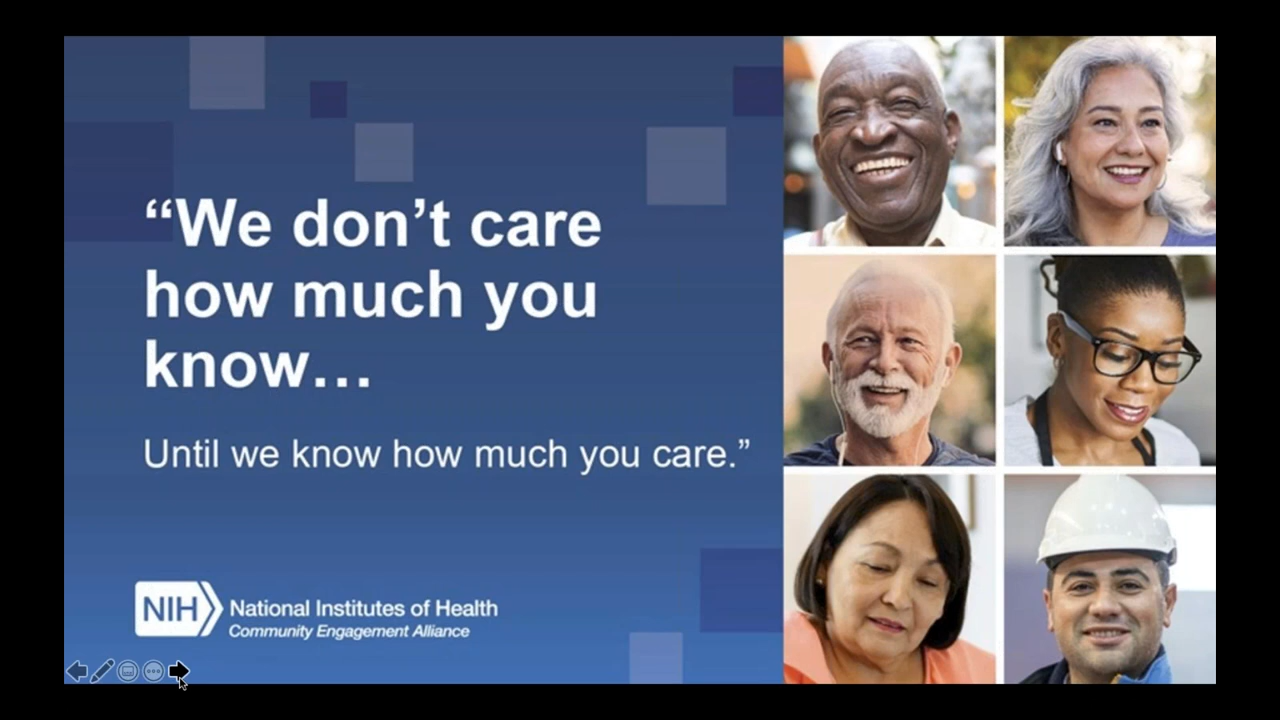 “We don’t care
how much you
know…
Until we know how much you care.”
NIH
National Institutes of Health
Community Engagement Alliance